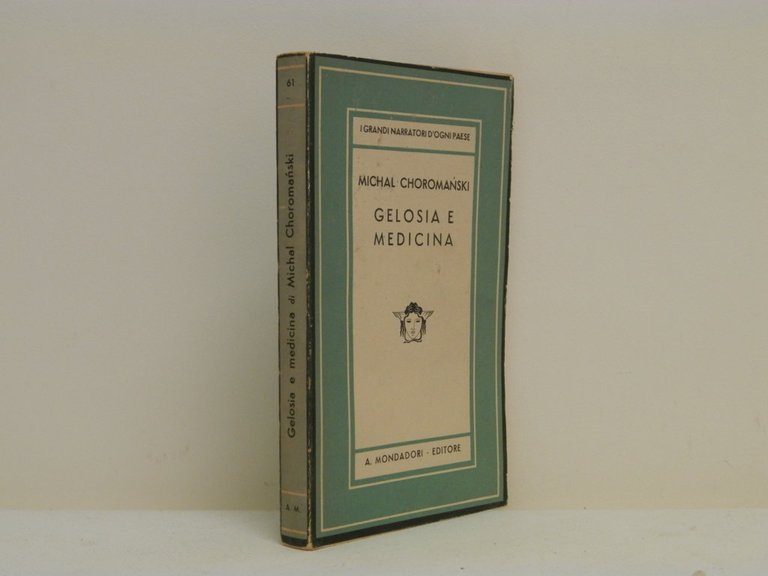 61
Gelosia e medicina di Michal Choromański
A. M.
I GRANDI NARRATORI D'OGNI PAESE
MICHAL CHOROMAŃSKI
GELOSIA E
MEDICINA
A. MONDADORI - EDITORE